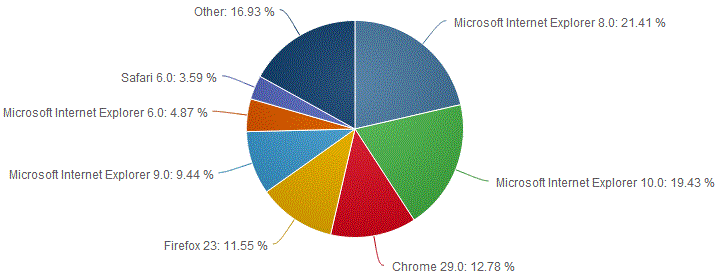 Other: 16.93 %
Microsoft Internet Explorer 8.0: 21.41 %
Safari 6.0: 3.59 %
Microsoft Internet Explorer 6.0: 4.87 %
Microsoft Internet Explorer 9.0: 9.44 %
Microsoft Internet Explorer 10.0: 19.43 %
Firefox 23: 11.55 %
Chrome 29.0: 12.78 %